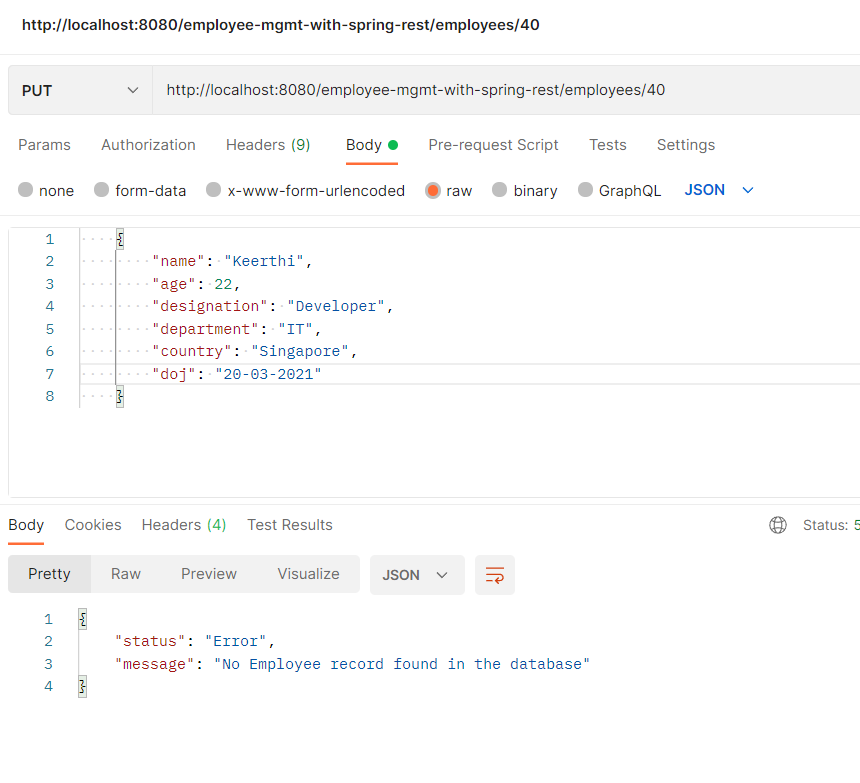 http://localhost:8080/employee-mgmt-with-spring-rest/employees/40
PUT http://localhost:8080/employee-mgmt-with-spring-rest/employees/40
Params Authorization Headers (9) Body Pre-request Script Tests Settings
none form-data x-www-form-urlencoded raw binary GraphQL JSON
1 {
2 "name": "Keerthi",
3 "age": 22,
4 "designation": "Developer",
5 "department": "IT",
6 "country": "Singapore",
7 "doj": "20-03-2021"
8 }
Body Cookies Headers (4) Test Results Status: 5
Pretty Raw Preview Visualize JSON
1 {
2 "status": "Error",
3 "message": "No Employee record found in the database"
4 }